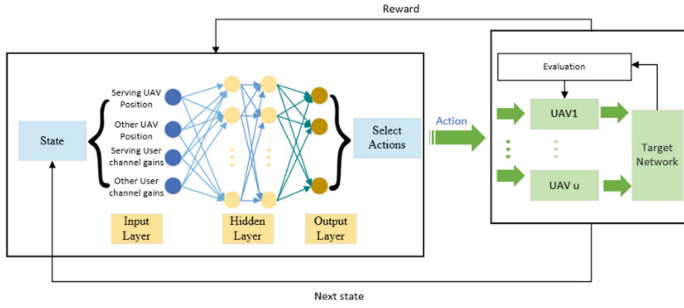 Reward
Serving UAV
Position
Other UAV
Position
Serving User
channel gains
Other User
channel gains
State
Select
Actions
Input
Layer
Hidden
Layer
Output
Layer
Action
Evaluation
UAV1
UAV u
Target
Network
Next state